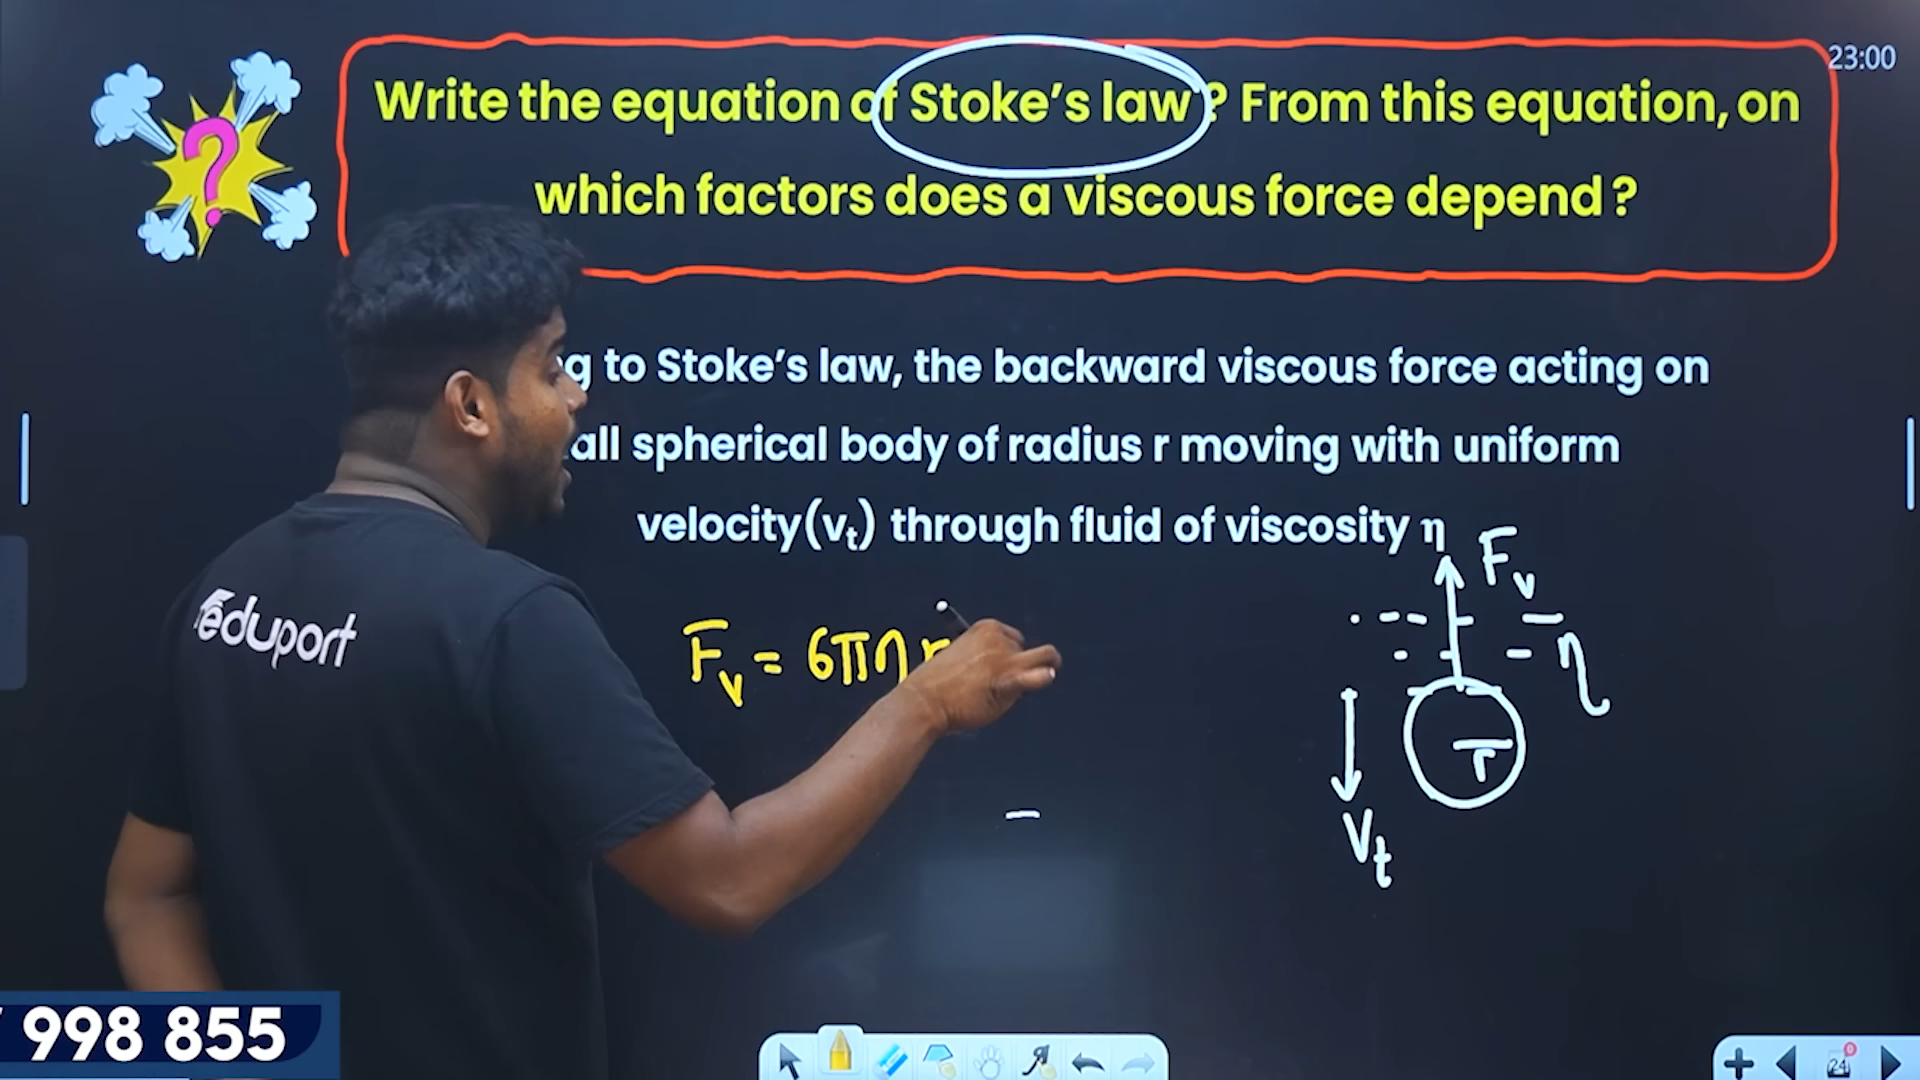 23:00
Write the equation of Stoke's law ? From this equation, on
which factors does a viscous force depend ?
to Stoke's law, the backward viscous force acting on
spherical body of radius r moving with uniform
velocity(vₜ) through fluid of viscosity η
Fᵥ
Fᵥ = 6πη r
η
r
Vₜ
eduport
998 855
24